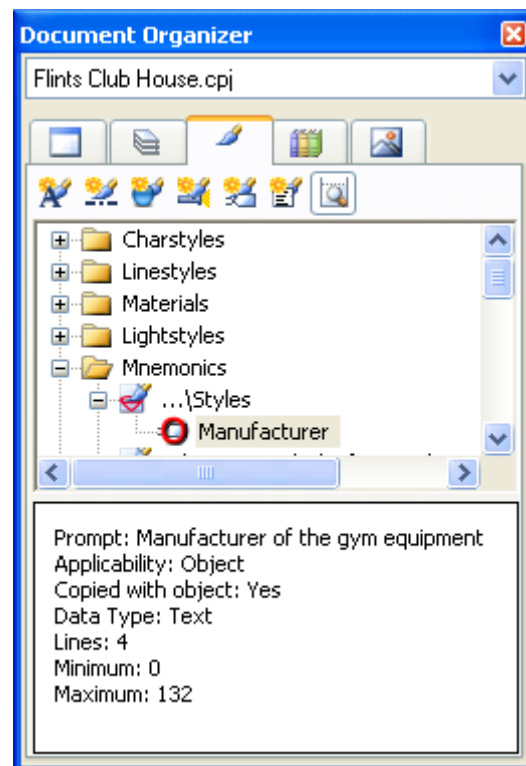 Document Organizer
Flints Club House.cpj
Charstyles
Linestyles
Materials
Lightstyles
Mnemonics
...\Styles
Manufacturer
Prompt: Manufacturer of the gym equipment
Applicability: Object
Copied with object: Yes
Data Type: Text
Lines: 4
Minimum: 0
Maximum: 132